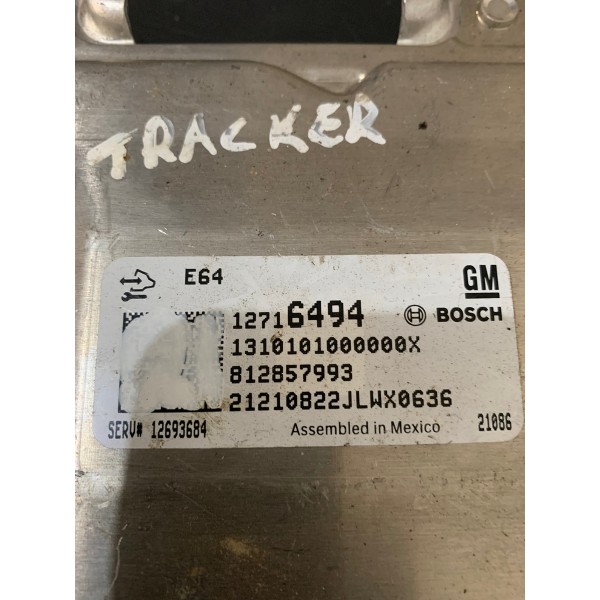 TRACKER
E64 GM
12716494 BOSCH
1310101000000X
812857993
21210822JLWX0636
SERV# 12693684 Assembled in Mexico 21086